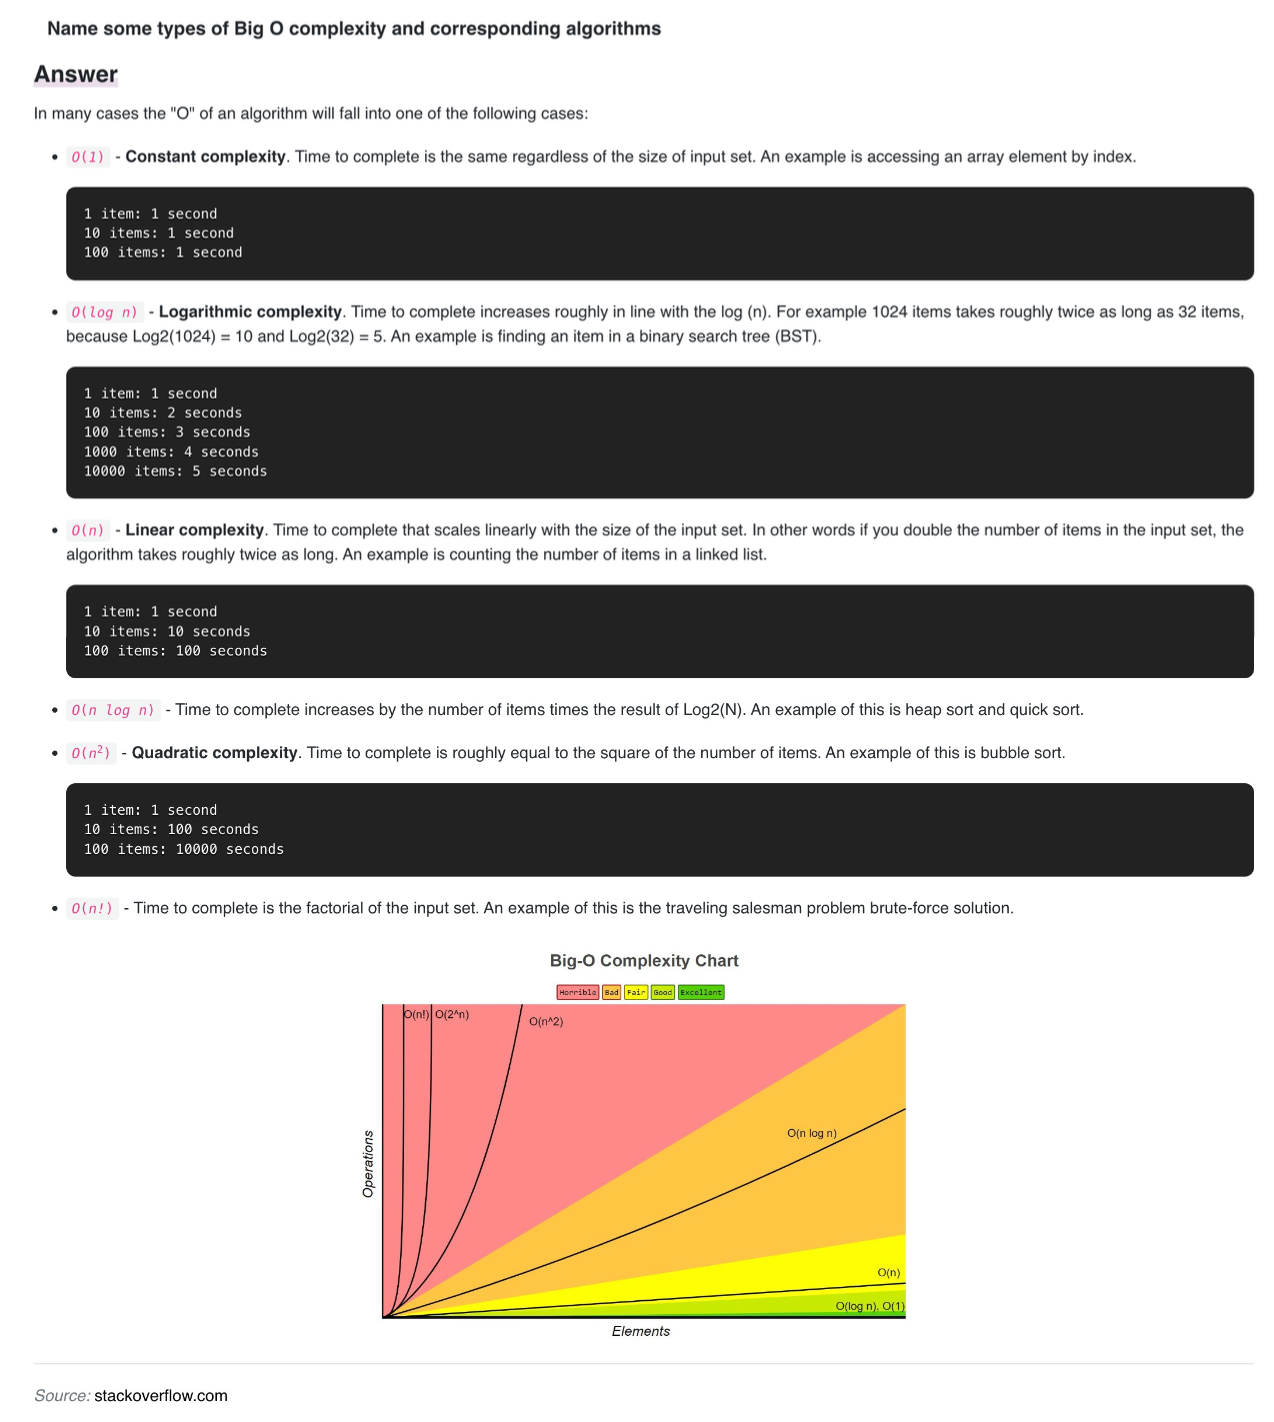 Name some types of Big O complexity and corresponding algorithms
Answer
In many cases the "O" of an algorithm will fall into one of the following cases:
• O(1) - Constant complexity. Time to complete is the same regardless of the size of input set. An example is accessing an array element by index.
1 item: 1 second
10 items: 1 second
100 items: 1 second
• O(log n) - Logarithmic complexity. Time to complete increases roughly in line with the log (n). For example 1024 items takes roughly twice as long as 32 items,
because Log2(1024) = 10 and Log2(32) = 5. An example is finding an item in a binary search tree (BST).
1 item: 1 second
10 items: 2 seconds
100 items: 3 seconds
1000 items: 4 seconds
10000 items: 5 seconds
• O(n) - Linear complexity. Time to complete that scales linearly with the size of the input set. In other words if you double the number of items in the input set, the
algorithm takes roughly twice as long. An example is counting the number of items in a linked list.
1 item: 1 second
10 items: 10 seconds
100 items: 100 seconds
• O(n log n) - Time to complete increases by the number of items times the result of Log2(N). An example of this is heap sort and quick sort.
• O(n²) - Quadratic complexity. Time to complete is roughly equal to the square of the number of items. An example of this is bubble sort.
1 item: 1 second
10 items: 100 seconds
100 items: 10000 seconds
• O(n!) - Time to complete is the factorial of the input set. An example of this is the traveling salesman problem brute-force solution.
Big-O Complexity Chart
Horrible Bad Fair Good Excellent
O(n!) O(2^n)
O(n^2)
O(n log n)
Operations
O(n)
O(log n), O(1)
Elements
Source: stackoverflow.com